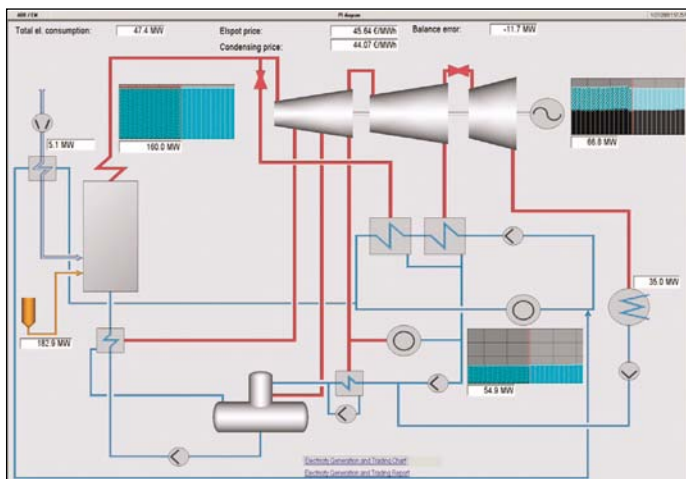 PI diagram
Total el. consumption: 47.4 MW Elspot price: 45.64 €/MWh Balance error: -11.7 MW
Condensing price: 44.07 €/MWh
5.1 MW
160.0 MW
66.8 MW
35.0 MW
182.9 MW
54.9 MW
Electricity Generation and Trading Chart
Electricity Generation and Trading Report